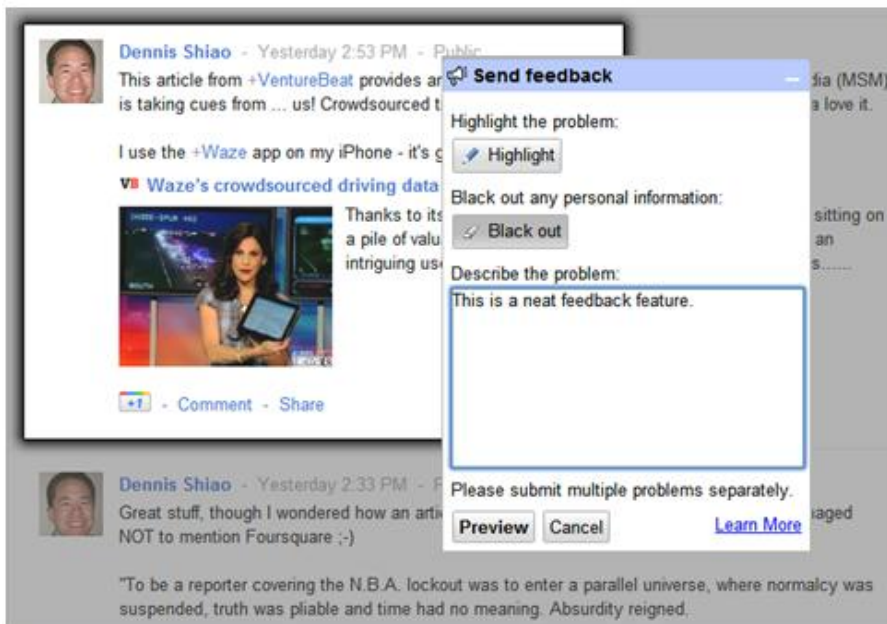 Dennis Shiao - Yesterday 2:53 PM - Public
This article from +VentureBeat provides an
dia (MSM)
is taking cues from ... us! Crowdsourced t
a love it.
I use the +Waze app on my iPhone - it's g
VB Waze's crowdsourced driving data
Thanks to its
sitting on
a pile of valu
an
intriguing use
s......
+1 - Comment - Share
Send feedback
Highlight the problem:
Highlight
Black out any personal information:
Black out
Describe the problem:
This is a neat feedback feature.
Please submit multiple problems separately.
Preview Cancel Learn More
Dennis Shiao - Yesterday 2:33 PM - P
Great stuff, though I wondered how an arti
naged
NOT to mention Foursquare ;-)
"To be a reporter covering the N.B.A. lockout was to enter a parallel universe, where normalcy was
suspended, truth was pliable and time had no meaning. Absurdity reigned.